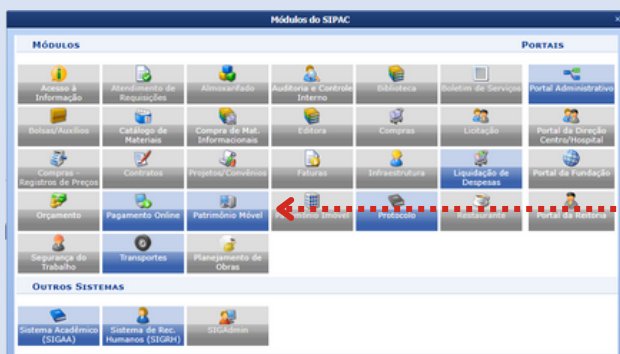 Módulos do SIPAC
MÓDULOS
PORTAIS
Acesso à Informação
Atendimento de Requisições
Almoxarifado
Auditoria e Controle Interno
Biblioteca
Boletim de Serviços
Portal Administrativo
Bolsas/Auxílios
Catálogo de Materiais
Compra de Mat. Informacionais
Editora
Compras
Licitação
Portal da Direção Centro/Hospital
Compras - Registros de Preços
Contratos
Projetos/Convênios
Faturas
Infraestrutura
Liquidação de Despesas
Portal da Fundação
Orçamento
Pagamento Online
Patrimônio Móvel
Patrimônio Imóvel
Protocolo
Restaurante
Portal da Reitoria
Segurança do Trabalho
Transportes
Planejamento de Obras
OUTROS SISTEMAS
Sistema Acadêmico (SIGAA)
Sistema de Rec. Humanos (SIGRH)
SIGAdmin